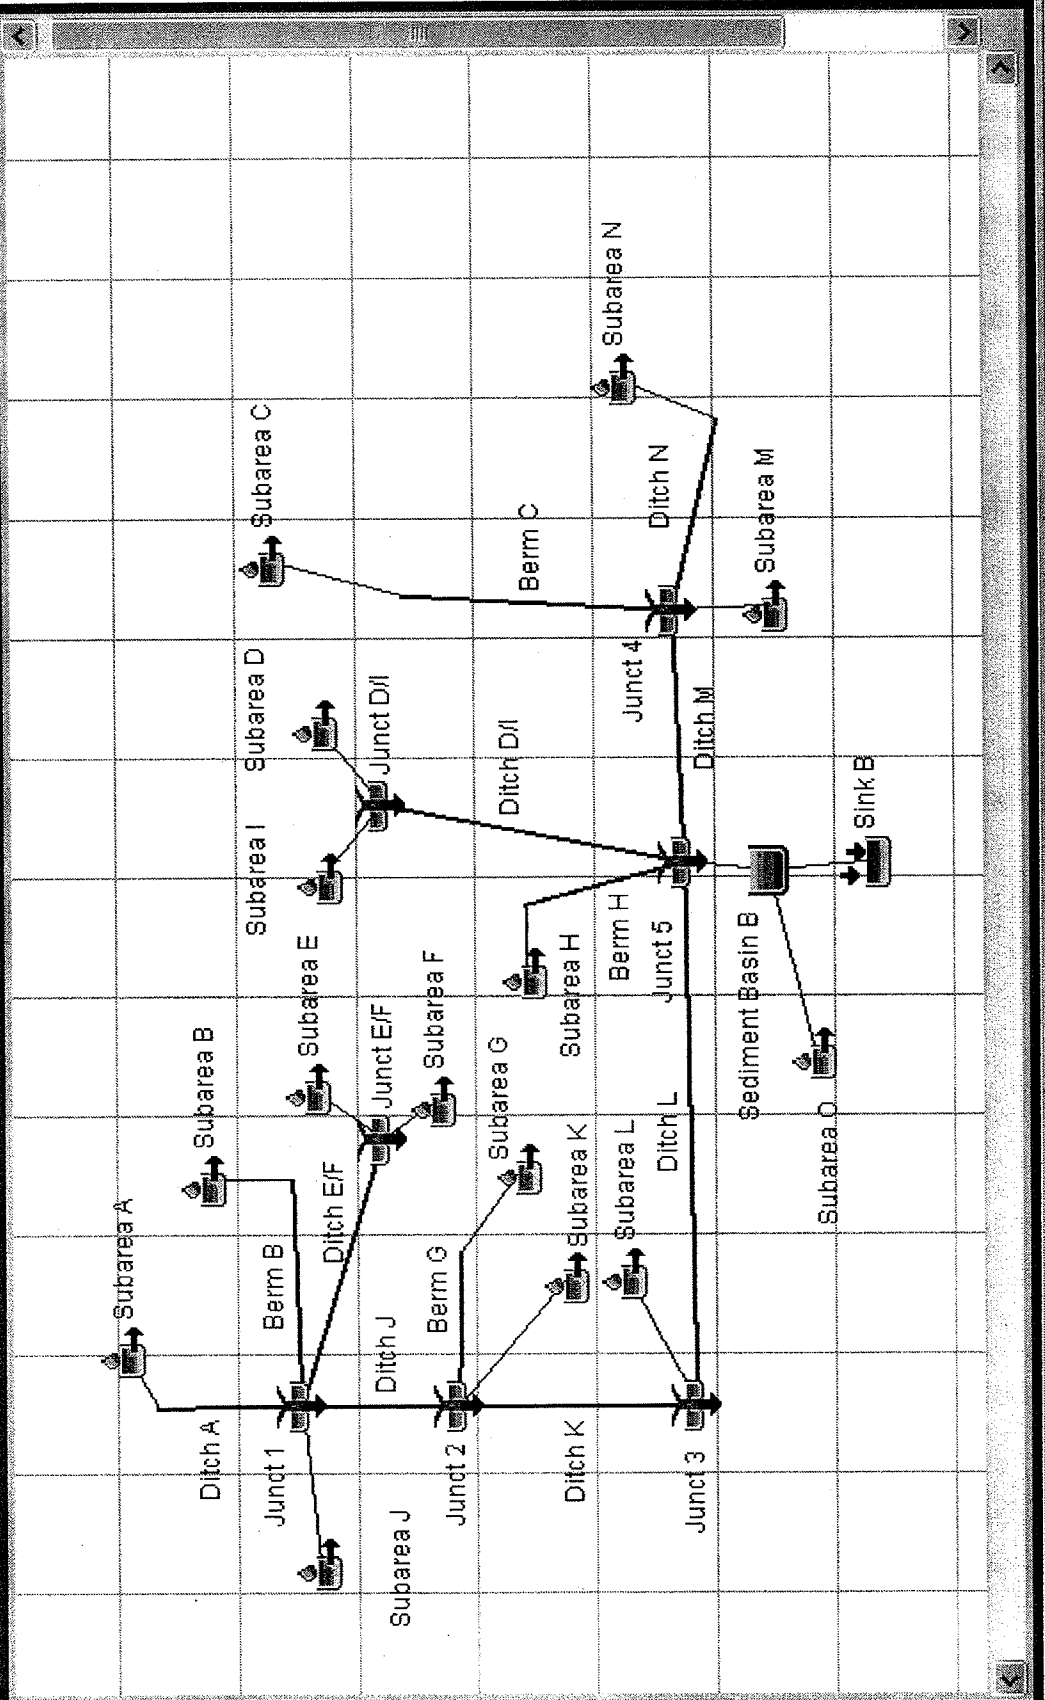 Subarea A
Subarea B
Subarea E
Subarea I
Subarea D
Subarea C
Ditch A
Junct 1
Berm B
Ditch E/F
Junct E/F
Junct D/I
Subarea J
Ditch J
Berm G
Subarea F
Subarea G
Ditch D/I
Berm C
Junct 2
Subarea K
Subarea H
Subarea N
Ditch K
Subarea L
Berm H
Junct 4
Ditch N
Junct 3
Ditch L
Junct 5
Ditch M
Subarea M
Sediment Basin B
Subarea O
Sink B